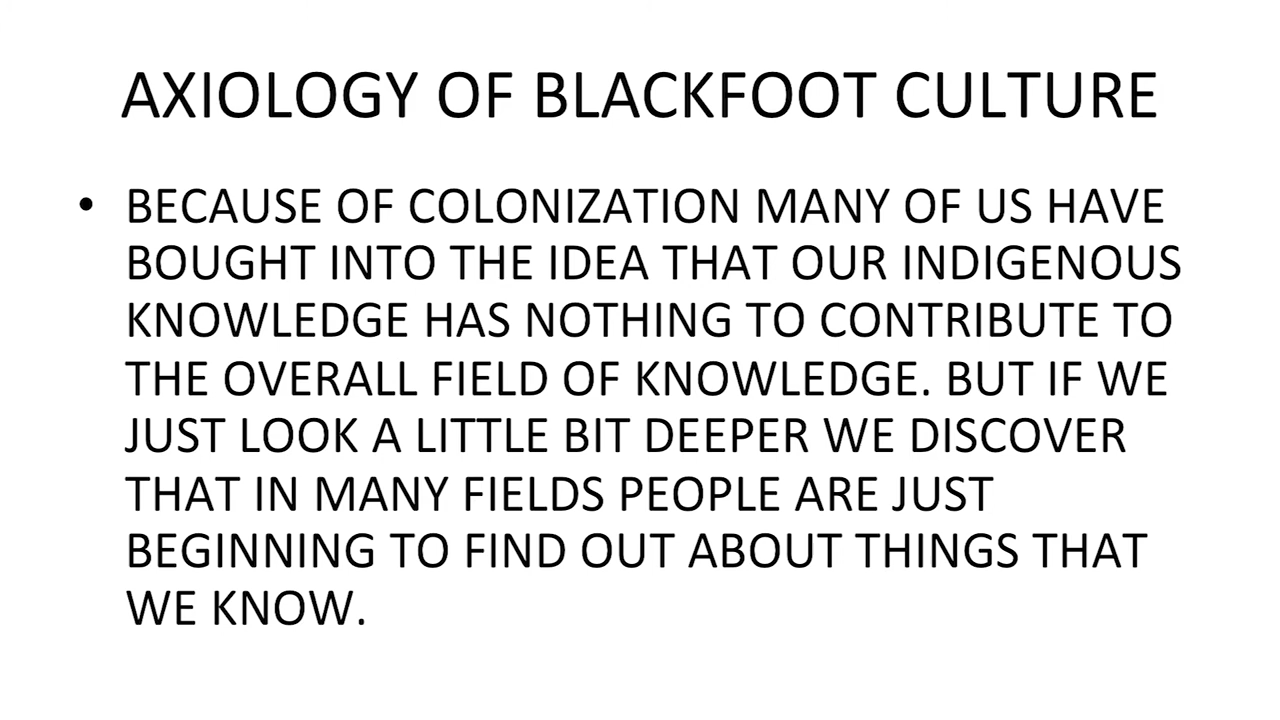 AXIOLOGY OF BLACKFOOT CULTURE
• BECAUSE OF COLONIZATION MANY OF US HAVE
BOUGHT INTO THE IDEA THAT OUR INDIGENOUS
KNOWLEDGE HAS NOTHING TO CONTRIBUTE TO
THE OVERALL FIELD OF KNOWLEDGE. BUT IF WE
JUST LOOK A LITTLE BIT DEEPER WE DISCOVER
THAT IN MANY FIELDS PEOPLE ARE JUST
BEGINNING TO FIND OUT ABOUT THINGS THAT
WE KNOW.